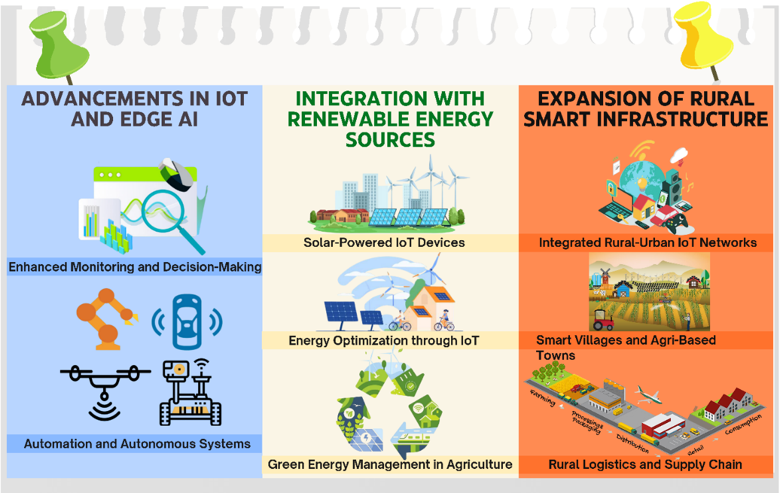 ADVANCEMENTS IN IOT
AND EDGE AI
Enhanced Monitoring and Decision-Making
Automation and Autonomous Systems
INTEGRATION WITH
RENEWABLE ENERGY
SOURCES
Solar-Powered IoT Devices
Energy Optimization through IoT
Green Energy Management in Agriculture
EXPANSION OF RURAL
SMART INFRASTRUCTURE
Integrated Rural-Urban IoT Networks
Smart Villages and Agri-Based
Towns
Farming
Processing/
Packaging
Distribution
Retail
Consumption
Rural Logistics and Supply Chain